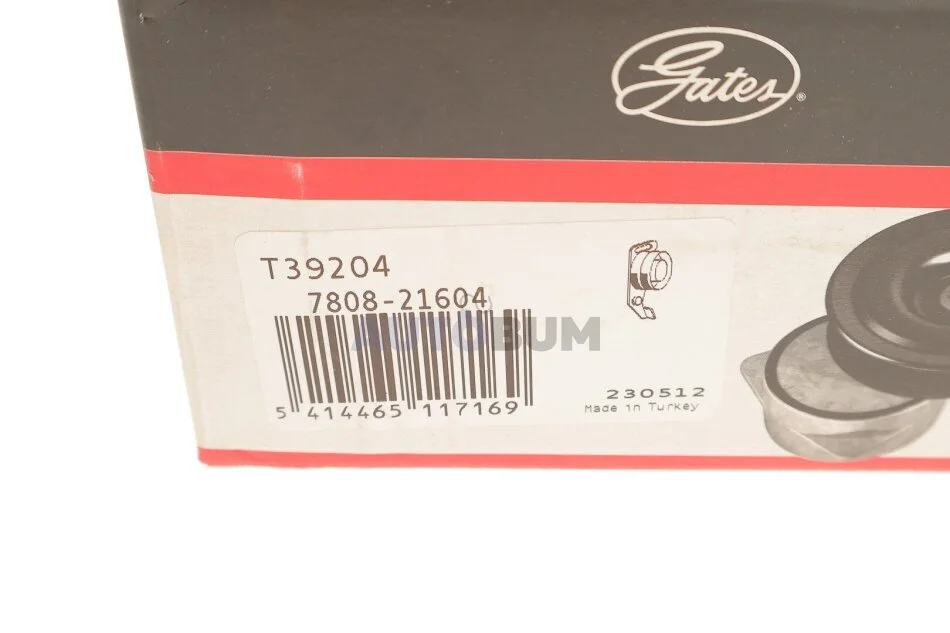 Gates®
T39204
7808-21604
AUTOBUM
5 414465 117169
230512
Made in Turkey